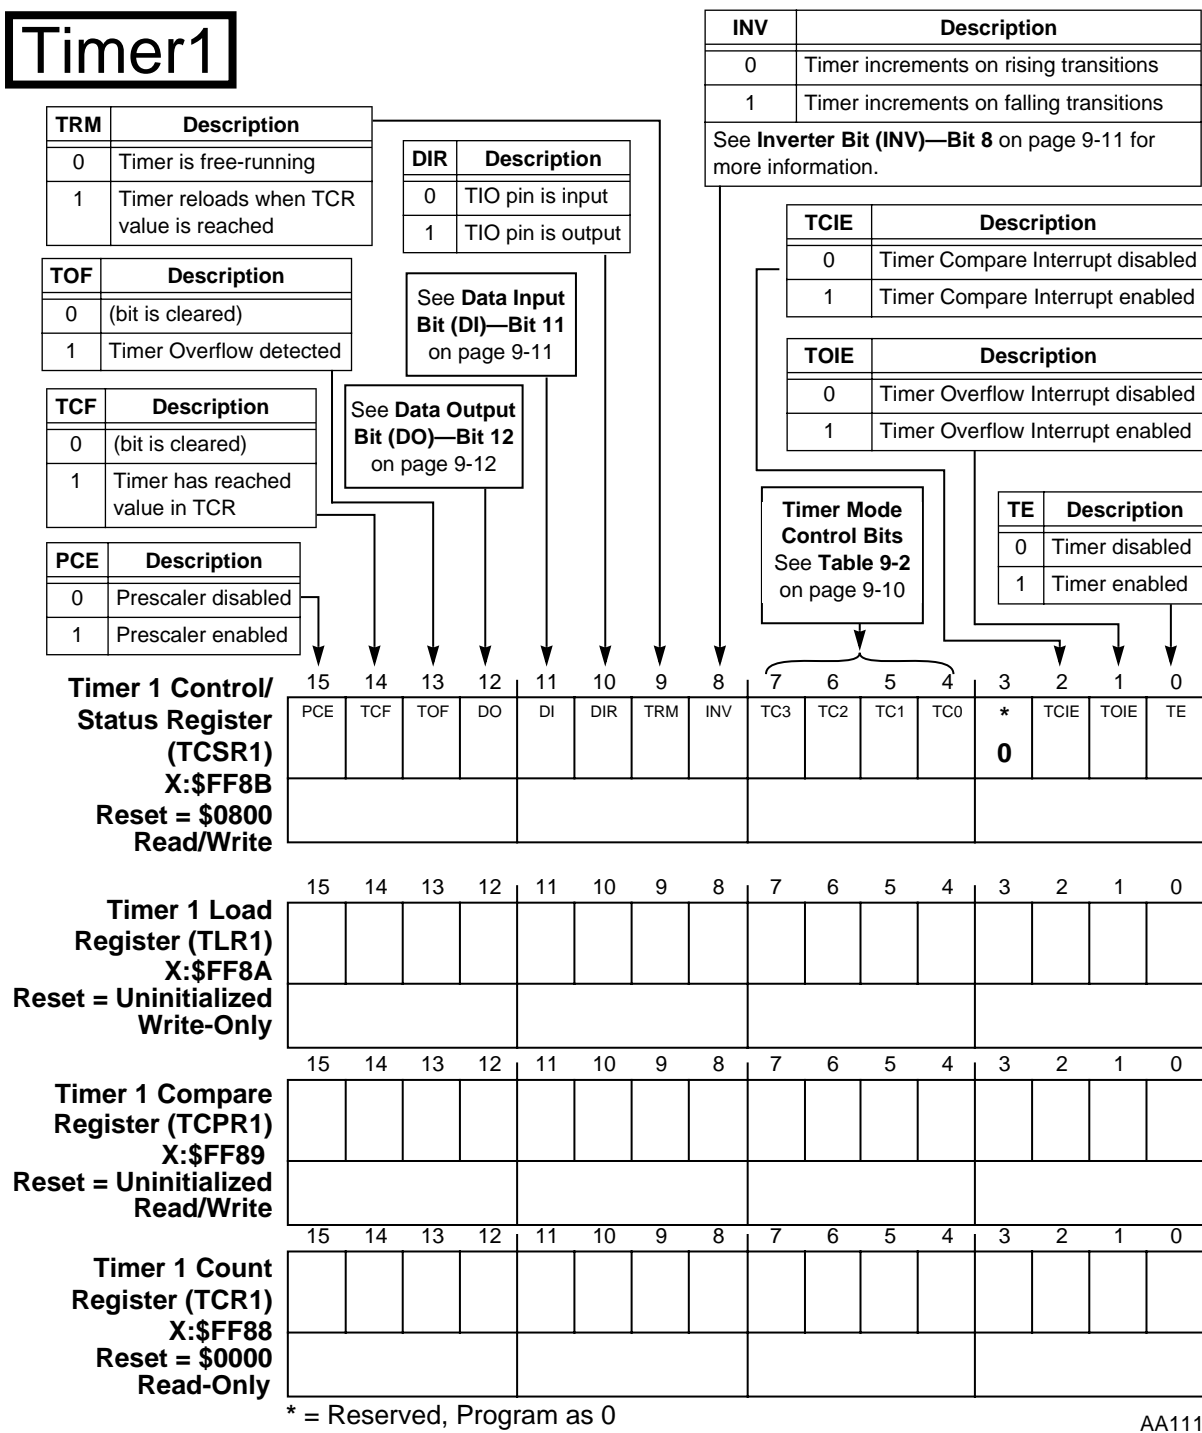 Timer1
INV Description
0 Timer increments on rising transitions
1 Timer increments on falling transitions
See Inverter Bit (INV)—Bit 8 on page 9-11 for
more information.
TRM Description
0 Timer is free-running
1 Timer reloads when TCR
value is reached
DIR Description
0 TIO pin is input
1 TIO pin is output
TCIE Description
0 Timer Compare Interrupt disabled
1 Timer Compare Interrupt enabled
TOF Description
0 (bit is cleared)
1 Timer Overflow detected
See Data Input
Bit (DI)—Bit 11
on page 9-11
TOIE Description
0 Timer Overflow Interrupt disabled
1 Timer Overflow Interrupt enabled
TCF Description
0 (bit is cleared)
1 Timer has reached
value in TCR
See Data Output
Bit (DO)—Bit 12
on page 9-12
Timer Mode
Control Bits
See Table 9-2
on page 9-10
TE Description
0 Timer disabled
1 Timer enabled
PCE Description
0 Prescaler disabled
1 Prescaler enabled
15 14 13 12 11 10 9 8 7 6 5 4 3 2 1 0
PCE TCF TOF DO DI DIR TRM INV TC3 TC2 TC1 TC0 * TCIE TOIE TE
0
Timer 1 Control/
Status Register
(TCSR1)
X:$FF8B
Reset = $0800
Read/Write
15 14 13 12 11 10 9 8 7 6 5 4 3 2 1 0
Timer 1 Load
Register (TLR1)
X:$FF8A
Reset = Uninitialized
Write-Only
15 14 13 12 11 10 9 8 7 6 5 4 3 2 1 0
Timer 1 Compare
Register (TCPR1)
X:$FF89
Reset = Uninitialized
Read/Write
15 14 13 12 11 10 9 8 7 6 5 4 3 2 1 0
Timer 1 Count
Register (TCR1)
X:$FF88
Reset = $0000
Read-Only
* = Reserved, Program as 0
AA111